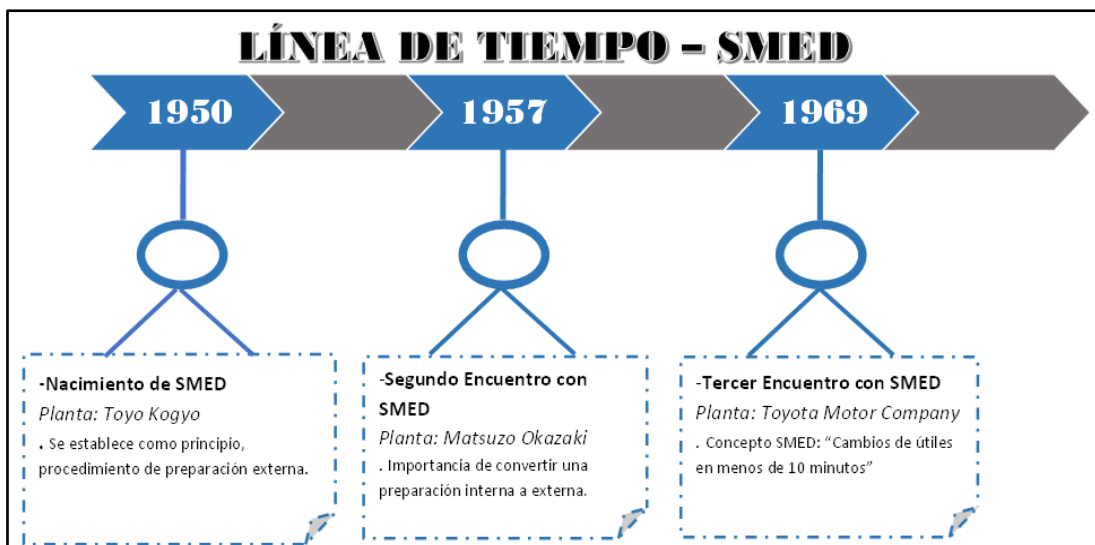 LÍNEA DE TIEMPO – SMED
1950
1957
1969
-Nacimiento de SMED
Planta: Toyo Kogyo
. Se establece como principio,
procedimiento de preparación externa.
-Segundo Encuentro con
SMED
Planta: Matsuzo Okazaki
. Importancia de convertir una
preparación interna a externa.
-Tercer Encuentro con SMED
Planta: Toyota Motor Company
. Concepto SMED: “Cambios de útiles
en menos de 10 minutos”